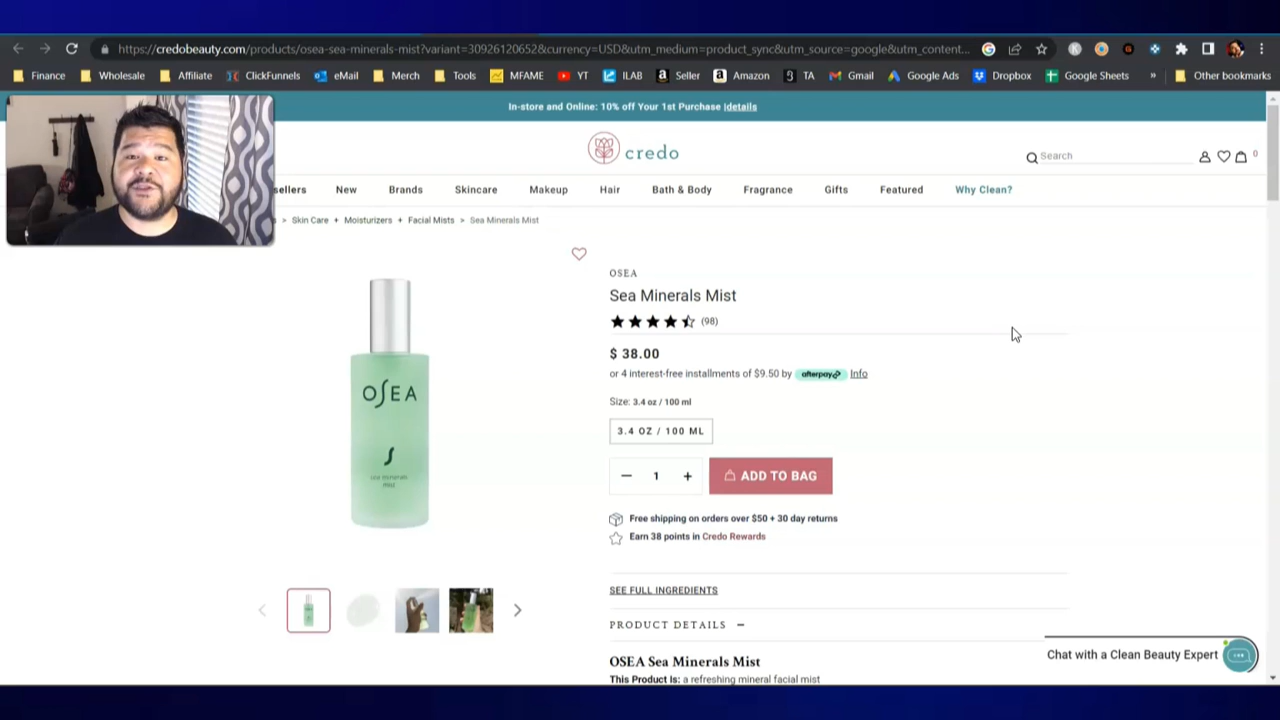 https://credobeauty.com/products/osea-sea-minerals-mist?variant=30926120652&currency=USD&utm_medium=product_sync&utm_source=google&utm_content...
Finance Wholesale Affiliate ClickFunnels eMail Merch Tools MFAME YT ILAB Seller Amazon TA Gmail Google Ads Dropbox Google Sheets » Other bookmarks
In-store and Online: 10% off Your 1st Purchase |details
credo
Search
0
sellers New Brands Skincare Makeup Hair Bath & Body Fragrance Gifts Featured Why Clean?
> Skin Care + Moisturizers + Facial Mists > Sea Minerals Mist
OSEA
Sea Minerals Mist
(98)
$ 38.00
or 4 interest-free installments of $9.50 by afterpay Info
Size: 3.4 oz / 100 ml
3.4 OZ / 100 ML
− 1 +
ADD TO BAG
Free shipping on orders over $50 + 30 day returns
Earn 38 points in Credo Rewards
SEE FULL INGREDIENTS
PRODUCT DETAILS −
OSEA Sea Minerals Mist
This Product Is: a refreshing mineral facial mist
OSEA
sea minerals
mist
Chat with a Clean Beauty Expert